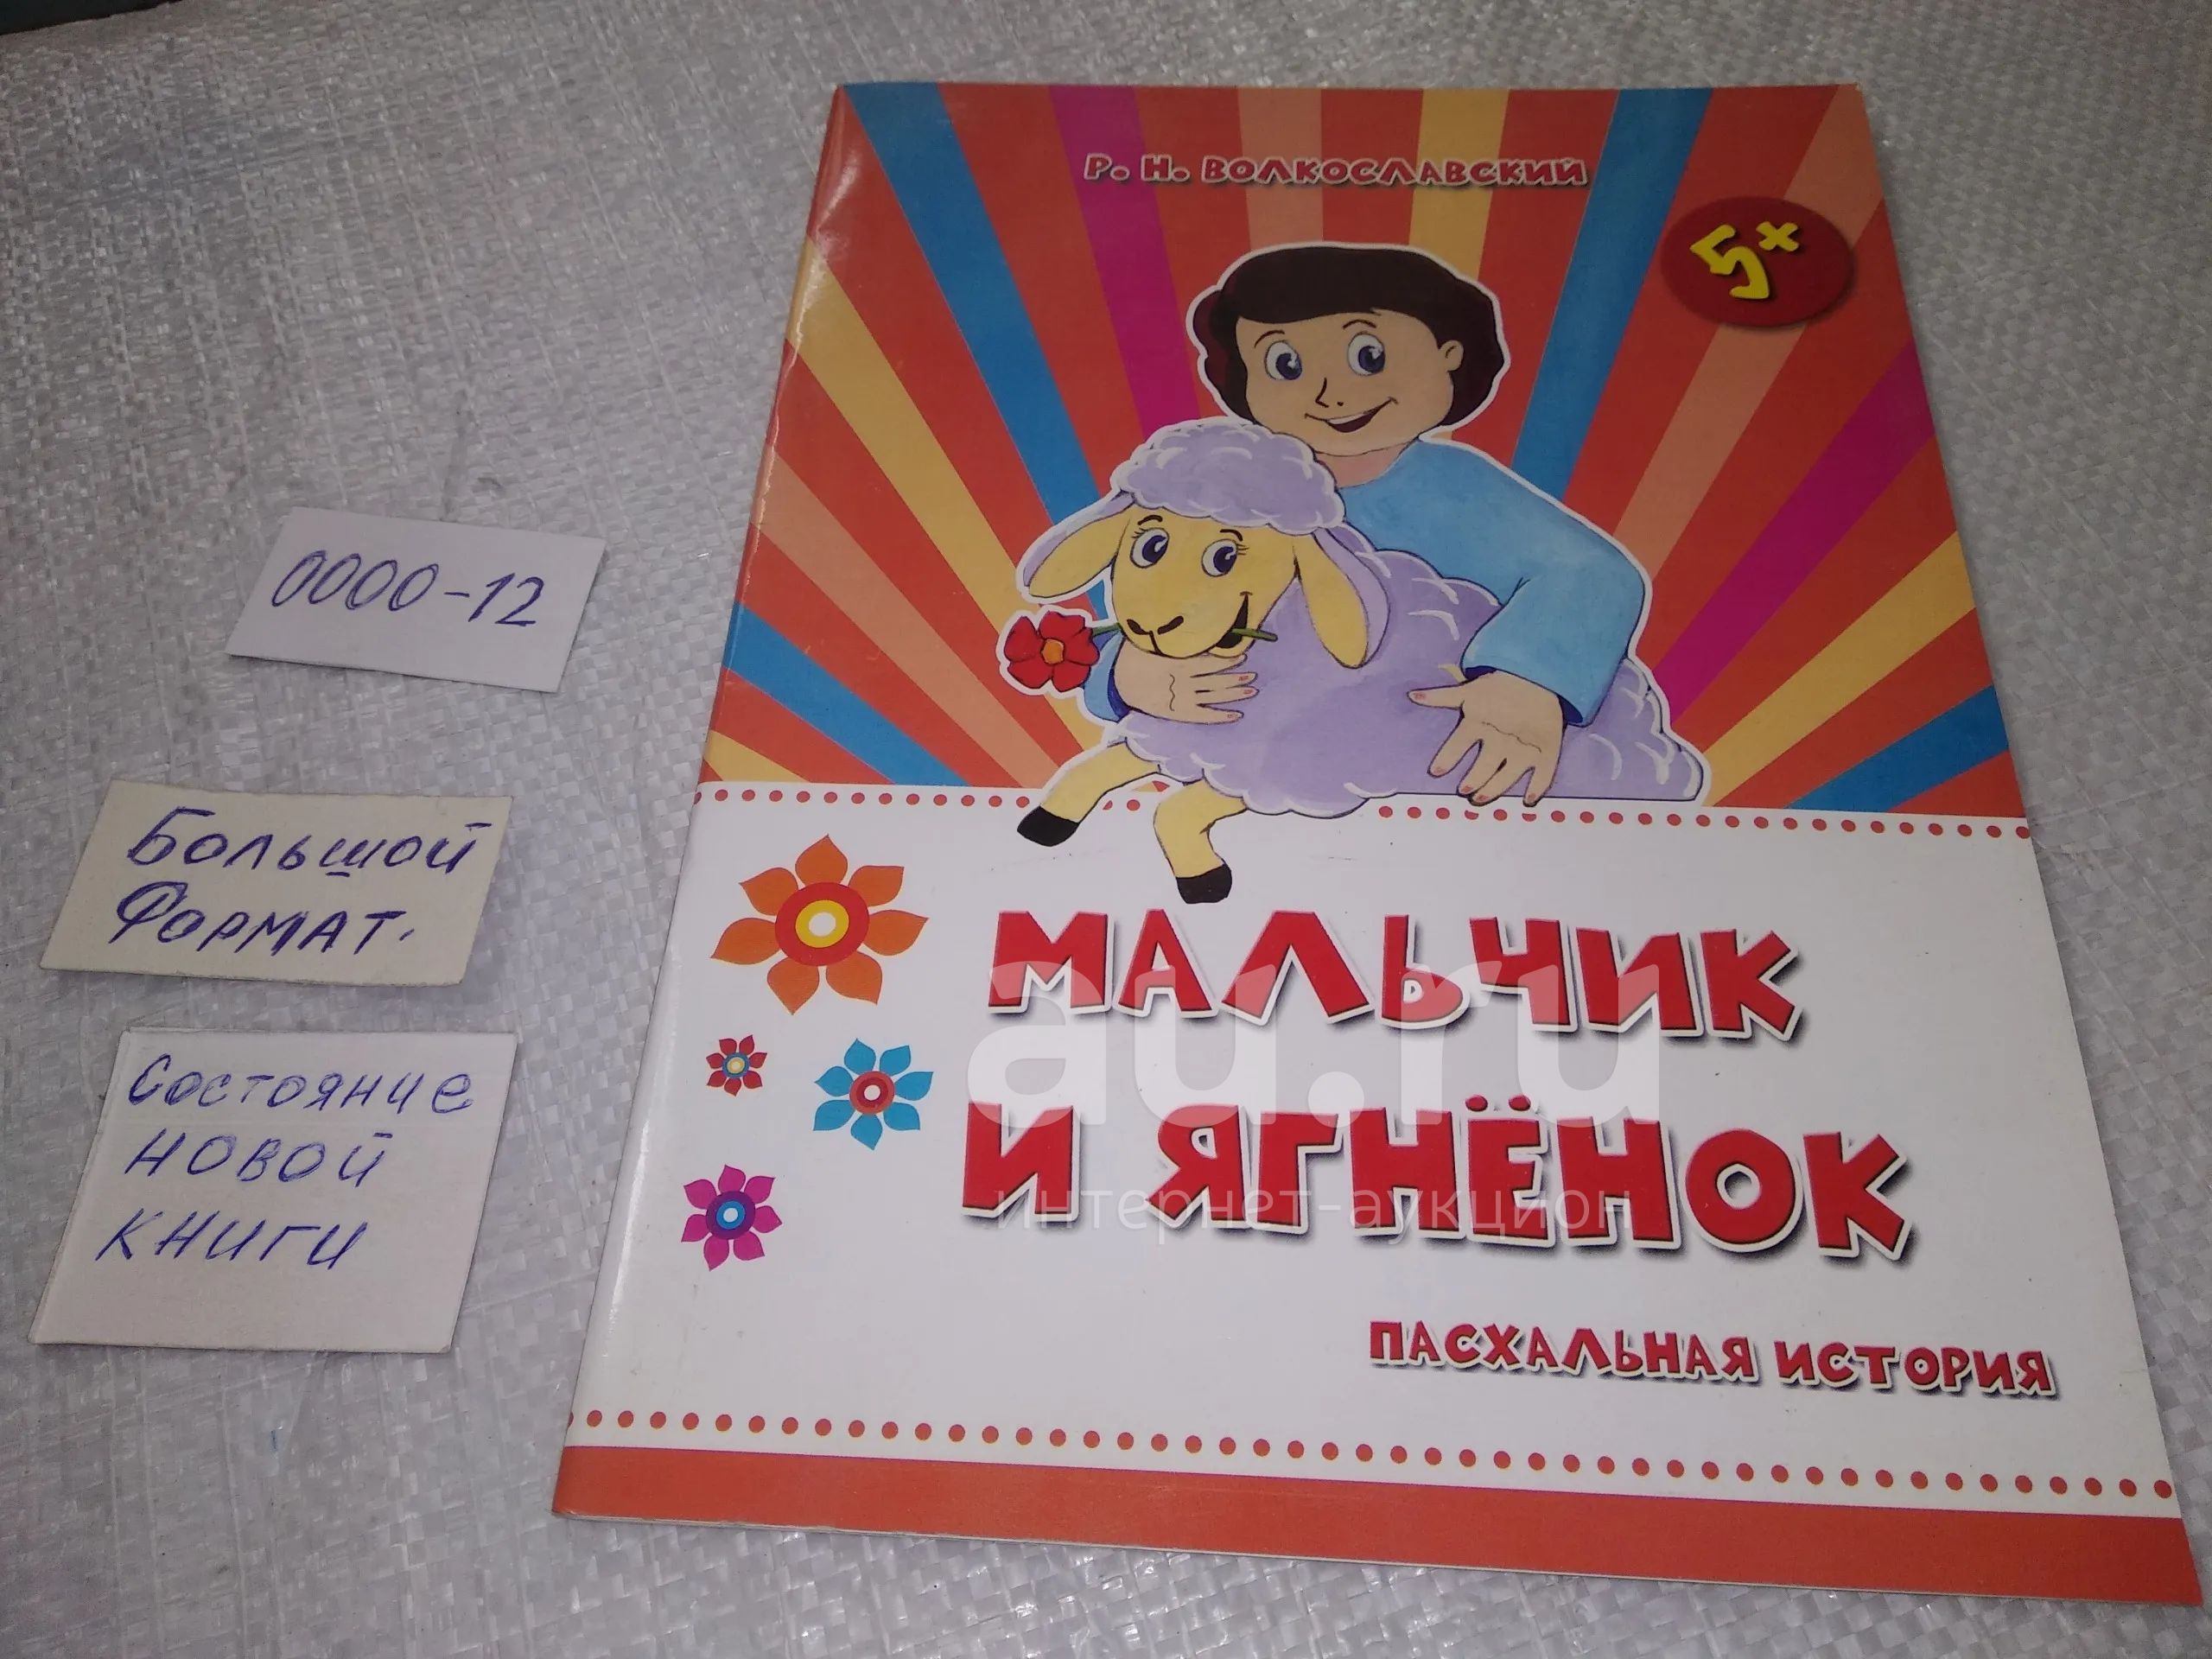 Р. Н. ВОЛКОСЛАВСКИЙ
5+
0000-12
БОЛЬШОЙ
ФОРМАТ.
СОСТОЯНИЕ
НОВОЙ
КНИГИ
МАЛЬЧИК
И ЯГНЁНОК
ПАСХАЛЬНАЯ ИСТОРИЯ
au.ru
интернет-аукцион